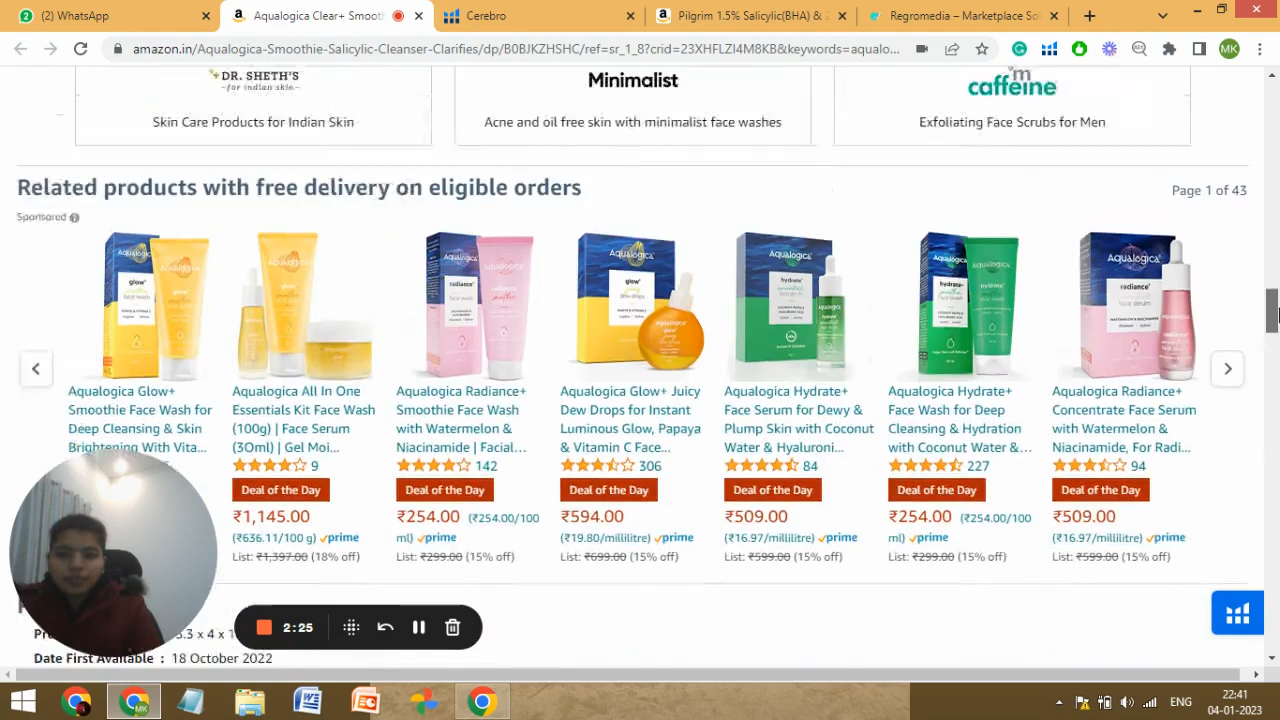 (2) WhatsApp
Aqualogica Clear+ Smooth
Cerebro
Pilgrim 1.5% Salicylic(BHA) & 2
Regromedia – Marketplace Sol
amazon.in/Aqualogica-Smoothie-Salicylic-Cleanser-Clarifies/dp/B0BJKZHSHC/ref=sr_1_8?crid=23XHFLZI4M8KB&keywords=aqualo...
MK
DR. SHETH'S
~for indian skin~
Minimalist
'm
caffeine
Skin Care Products for Indian Skin
Acne and oil free skin with minimalist face washes
Exfoliating Face Scrubs for Men
Related products with free delivery on eligible orders
Page 1 of 43
Sponsored
Aqualogica Glow+
Smoothie Face Wash for
Deep Cleansing & Skin
Brightening With Vita...
Aqualogica All In One
Essentials Kit Face Wash
(100g) | Face Serum
(3Oml) | Gel Moi...
9
Deal of the Day
₹1,145.00
(₹636.11/100 g) prime
List: ₹1,397.00 (18% off)
Aqualogica Radiance+
Smoothie Face Wash
with Watermelon &
Niacinamide | Facial...
142
Deal of the Day
₹254.00 (₹254.00/100
ml) prime
List: ₹299.00 (15% off)
Aqualogica Glow+ Juicy
Dew Drops for Instant
Luminous Glow, Papaya
& Vitamin C Face...
306
Deal of the Day
₹594.00
(₹19.80/millilitre) prime
List: ₹699.00 (15% off)
Aqualogica Hydrate+
Face Serum for Dewy &
Plump Skin with Coconut
Water & Hyaluroni...
84
Deal of the Day
₹509.00
(₹16.97/millilitre) prime
List: ₹599.00 (15% off)
Aqualogica Hydrate+
Face Wash for Deep
Cleansing & Hydration
with Coconut Water &...
227
Deal of the Day
₹254.00 (₹254.00/100
ml) prime
List: ₹299.00 (15% off)
Aqualogica Radiance+
Concentrate Face Serum
with Watermelon &
Niacinamide, For Radi...
94
Deal of the Day
₹509.00
(₹16.97/millilitre) prime
List: ₹599.00 (15% off)
2:25
Date First Available : 18 October 2022
ENG
22:41
04-01-2023